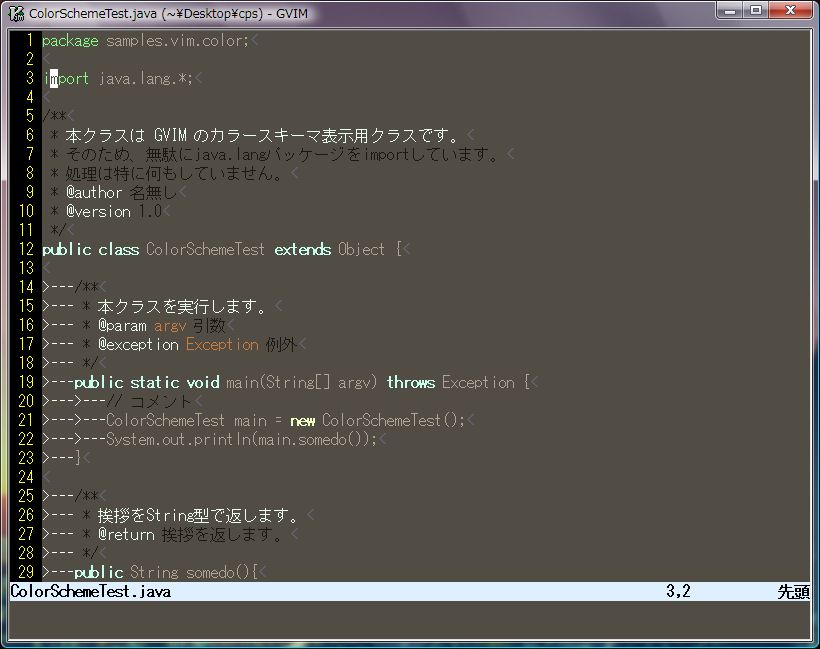 ColorSchemeTest.java (~¥Desktop¥cps) - GVIM
1 package samples.vim.color;<
2 <
3 import java.lang.*;<
4 <
5 /**<
6  * 本クラスは GVIM のカラースキーマ表示用クラスです。<
7  * そのため、無駄にjava.langパッケージをimportしています。<
8  * 処理は特に何もしていません。<
9  * @author 名無し<
10  * @version 1.0<
11  */<
12 public class ColorSchemeTest extends Object {<
13 <
14 >---/**<
15 >--- * 本クラスを実行します。<
16 >--- * @param argv 引数<
17 >--- * @exception Exception 例外<
18 >--- */<
19 >---public static void main(String[] argv) throws Exception {<
20 >--->---// コメント<
21 >--->---ColorSchemeTest main = new ColorSchemeTest();<
22 >--->---System.out.println(main.somedo());<
23 >---}<
24 <
25 >---/**<
26 >--- * 挨拶をString型で返します。<
27 >--- * @return 挨拶を返します。<
28 >--- */<
29 >---public String somedo(){<
ColorSchemeTest.java 3,2 先頭